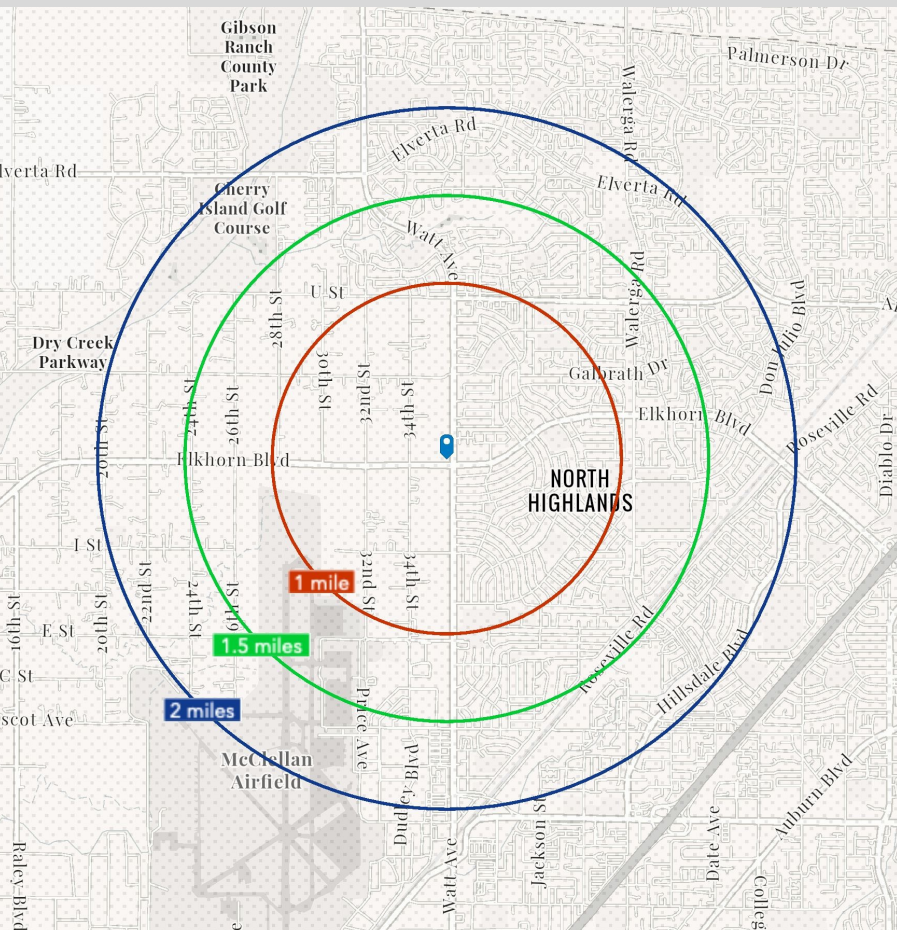 Gibson
Ranch
County
Park
Palmerson Dr
Walerga Rd
Elverta Rd
lverta Rd
Cherry
Island Golf
Course
Elverta Rd
Watt Ave
Walerga Rd
U St
28th St
Don Julio Blvd
Dry Creek
Parkway
30th St
32nd St
34th St
Galbrath Dr
24th St
26th St
Elkhorn Blvd
Roseville Rd
Diablo Dr
20th St
Elkhorn Blvd
NORTH
HIGHLANDS
I St
22nd St
24th St
32nd St
34th St
1 mile
20th St
E St
1.5 miles
Roseville Rd
C St
Hillsdale Blvd
2 miles
scot Ave
Price Ave
McClellan
Airfield
Dudley Blvd
Auburn Blvd
Jackson St
Date Ave
Watt Ave
Raley Blvd
Colleg